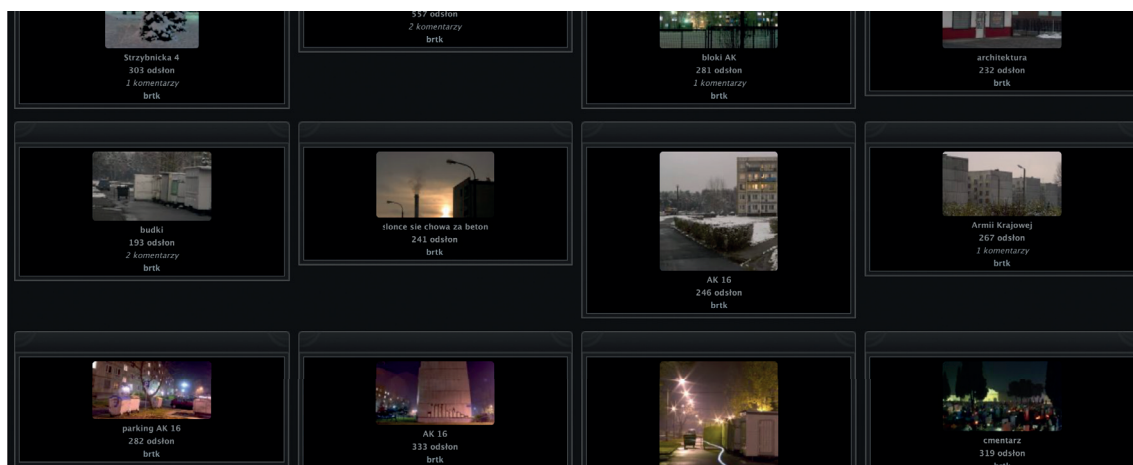 Strzybnicka 4
303 odsłon
1 komentarzy
brtk
557 odsłon
2 komentarzy
brtk
bloki AK
281 odsłon
1 komentarzy
brtk
architektura
232 odsłon
brtk
budki
193 odsłon
2 komentarzy
brtk
slonce sie chowa za beton
241 odsłon
brtk
AK 16
246 odsłon
brtk
Armii Krajowej
267 odsłon
1 komentarzy
brtk
parking AK 16
282 odsłon
brtk
AK 16
333 odsłon
brtk
cmentarz
319 odsłon
brtk